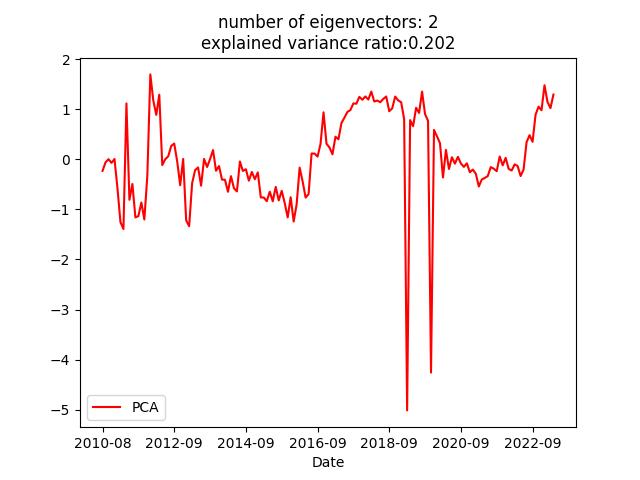 number of eigenvectors: 2
explained variance ratio:0.202
2
1
0
−1
−2
−3
−4
−5
PCA
2010-08 2012-09 2014-09 2016-09 2018-09 2020-09 2022-09
Date